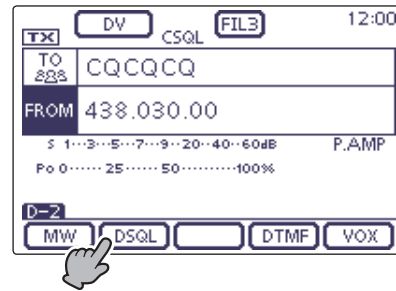 TX DV CSQL FIL3 12:00
TO CQCQCQ
FROM 438.030.00
S 1···3···5···7···9··20··40··60dB P.AMP
Po 0······25······50·········100%
D-2
MW DSQL DTMF VOX